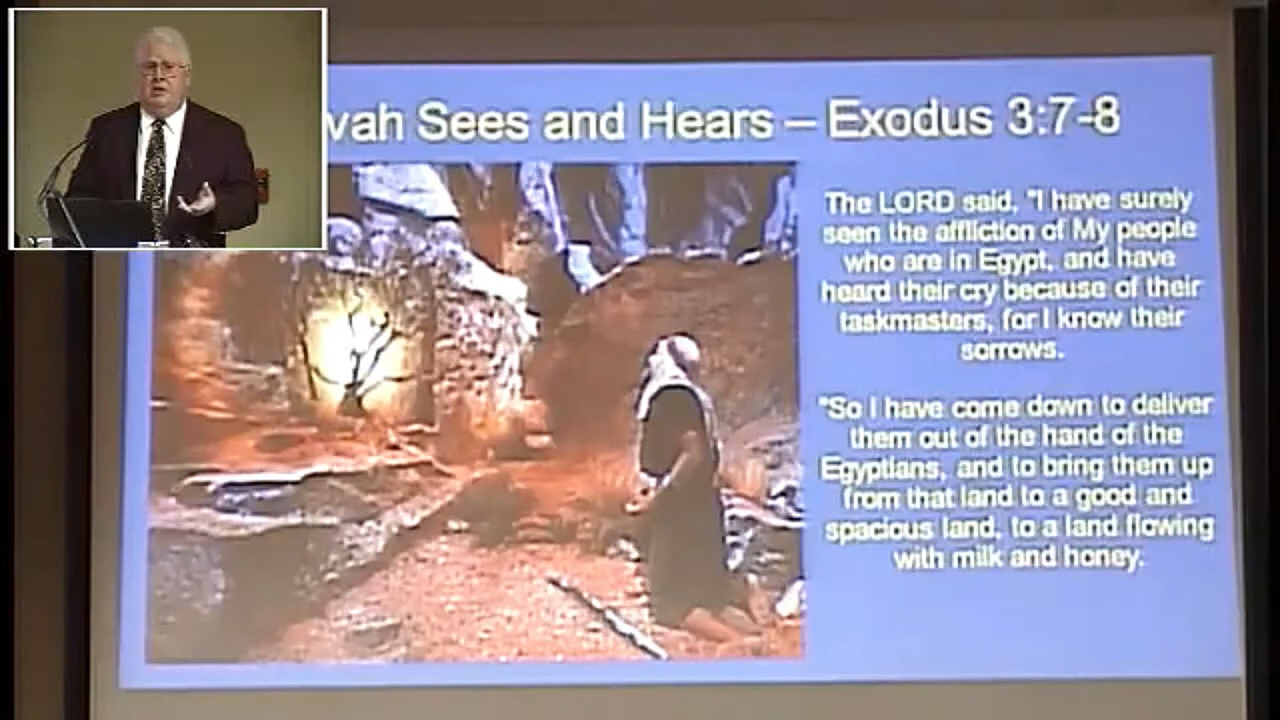 vah Sees and Hears – Exodus 3:7-8
The LORD said, "I have surely
seen the affliction of My people
who are in Egypt, and have
heard their cry because of their
taskmasters, for I know their
sorrows.
"So I have come down to deliver
them out of the hand of the
Egyptians, and to bring them up
from that land to a good and
spacious land, to a land flowing
with milk and honey.